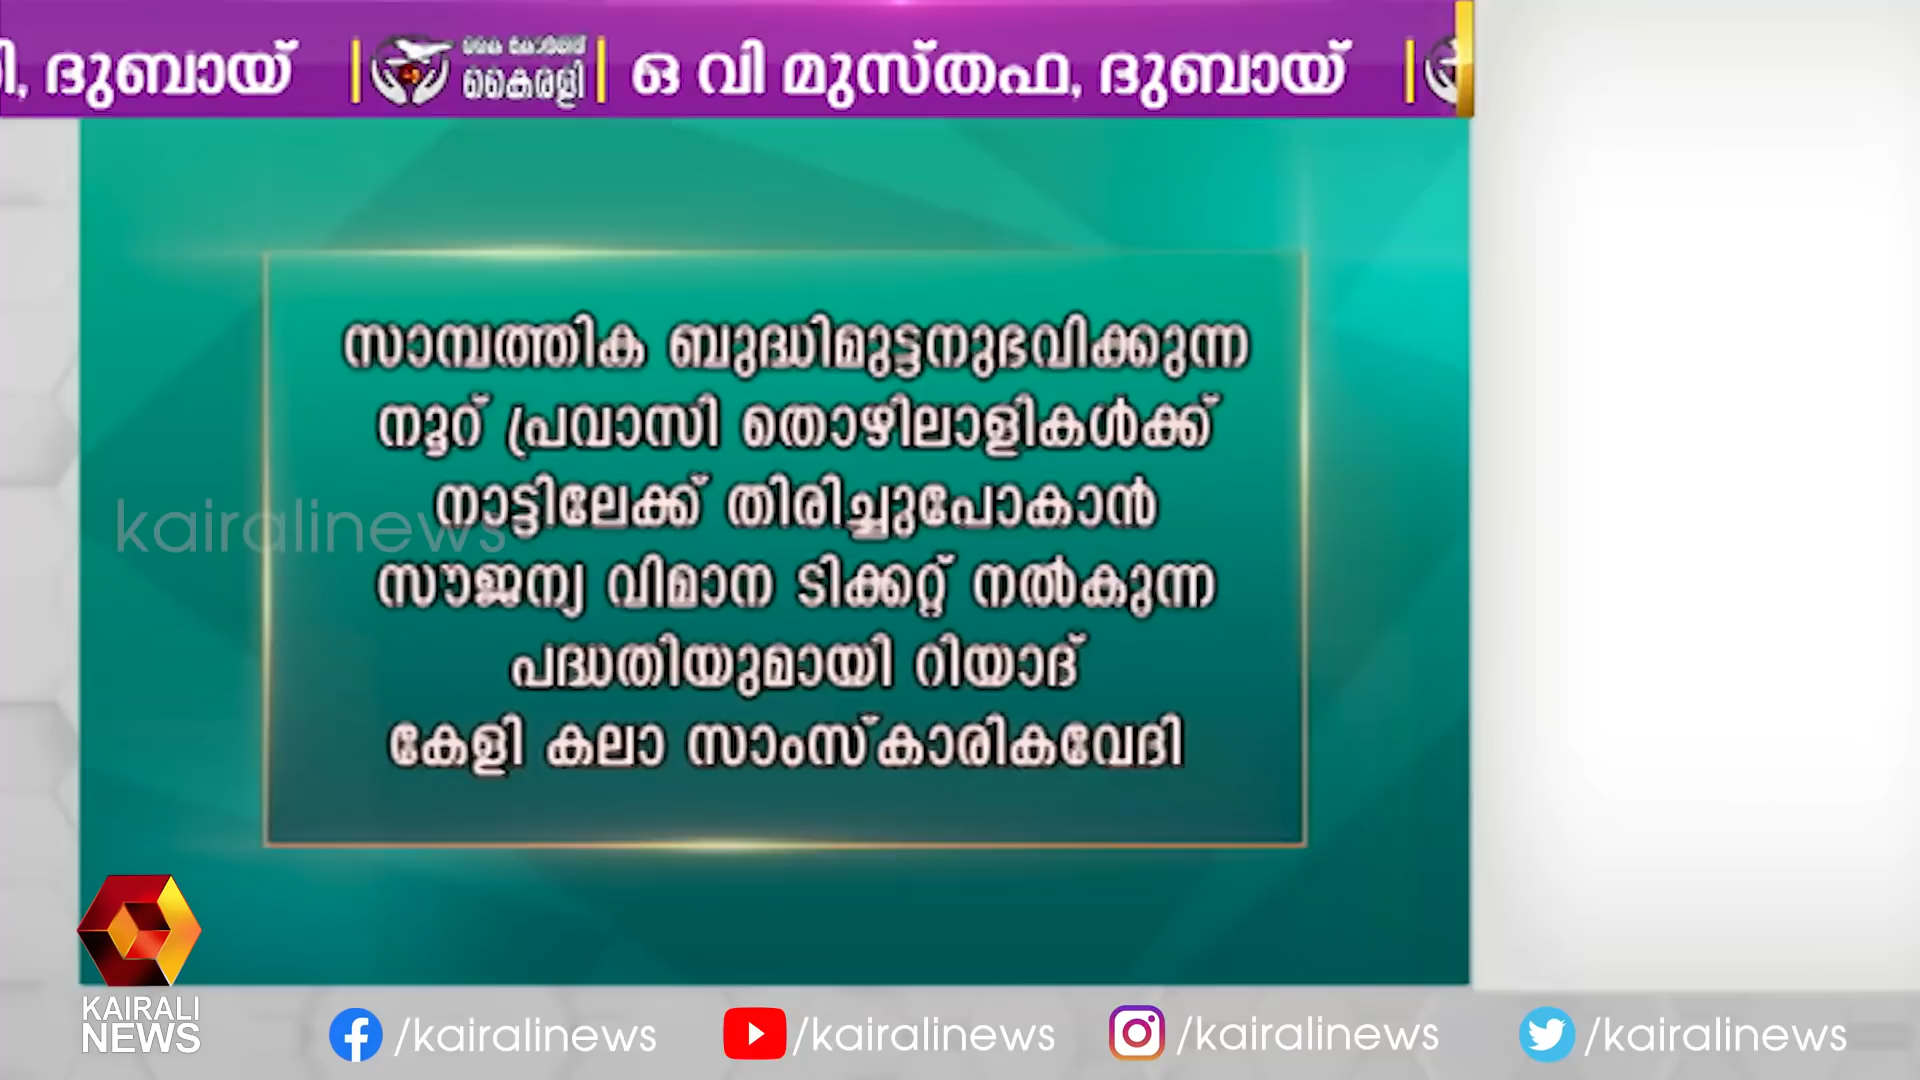 ി, ദുബായ് | കൈ കോർത്ത് കൈരളി | ഒ വി മുസ്തഫ, ദുബായ് |
സാമ്പത്തിക ബുദ്ധിമുട്ടനുഭവിക്കുന്ന
നൂറ് പ്രവാസി തൊഴിലാളികൾക്ക്
നാട്ടിലേക്ക് തിരിച്ചുപോകാൻ
kairalinews
സൗജന്യ വിമാന ടിക്കറ്റ് നൽകുന്ന
പദ്ധതിയുമായി റിയാദ്
കേളി കലാ സാംസ്കാരികവേദി
KAIRALI
NEWS
/kairalinews /kairalinews /kairalinews /kairalinews